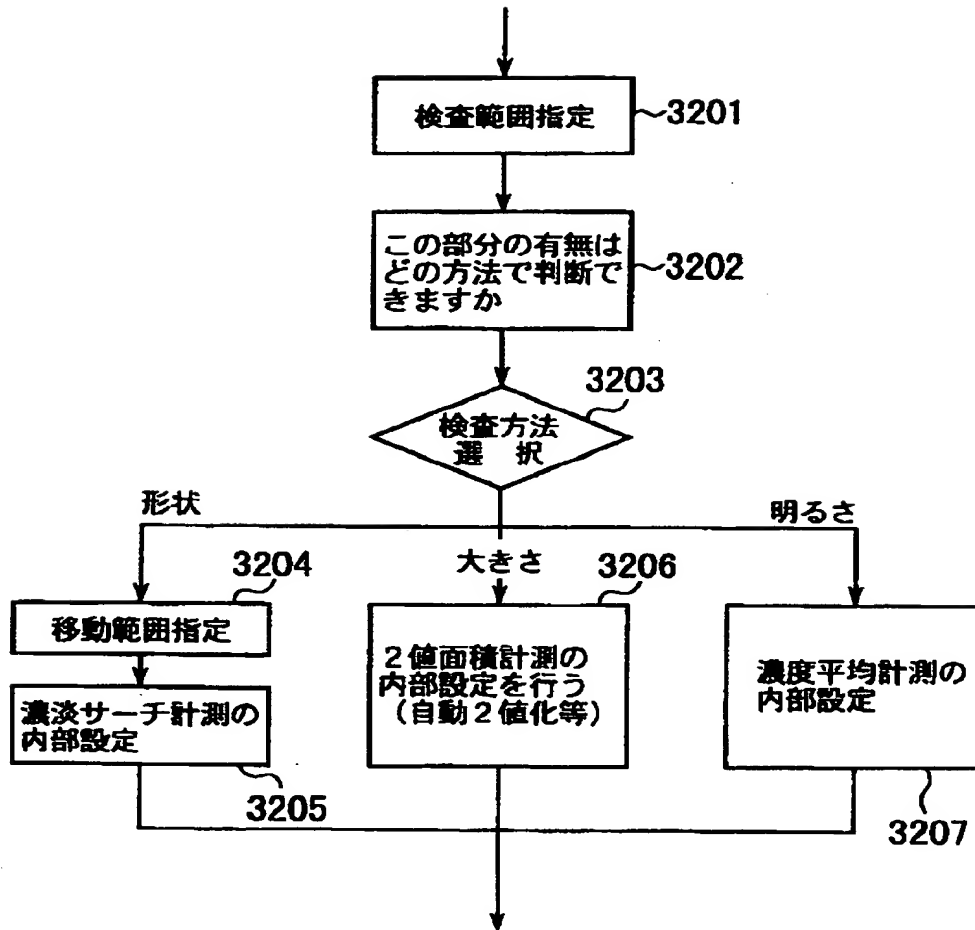 検査範囲指定
3201
この部分の有無は
どの方法で判断で
きますか
3202
3203
検査方法
選　択
形状
大きさ
明るさ
3204
移動範囲指定
濃淡サーチ計測の
内部設定
3205
3206
２値面積計測の
内部設定を行う
（自動２値化等）
濃度平均計測の
内部設定
3207